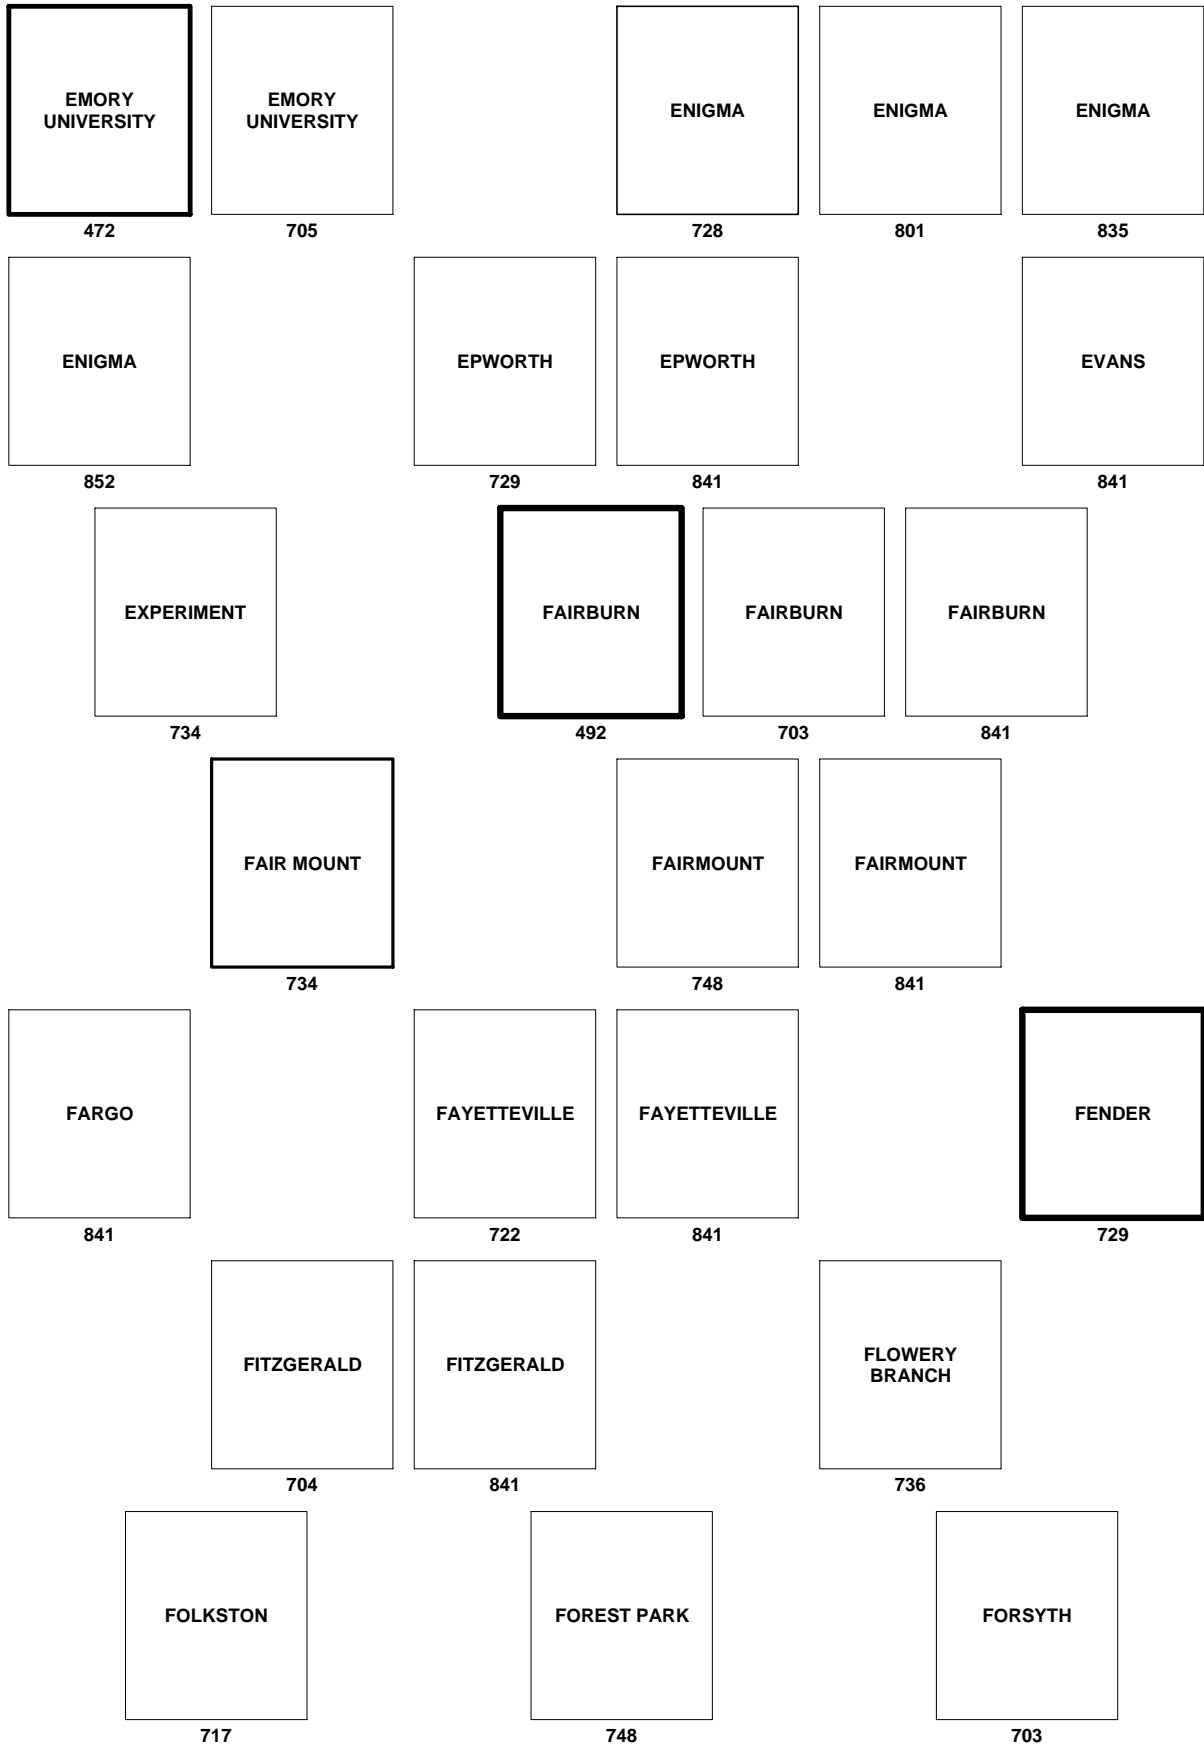 EMORY
UNIVERSITY
EMORY
UNIVERSITY
ENIGMA
ENIGMA
ENIGMA
472
705
728
801
835
ENIGMA
EPWORTH
EPWORTH
EVANS
852
729
841
841
EXPERIMENT
FAIRBURN
FAIRBURN
FAIRBURN
734
492
703
841
FAIR MOUNT
FAIRMOUNT
FAIRMOUNT
734
748
841
FARGO
FAYETTEVILLE
FAYETTEVILLE
FENDER
841
722
841
729
FITZGERALD
FITZGERALD
FLOWERY
BRANCH
704
841
736
FOLKSTON
FOREST PARK
FORSYTH
717
748
703